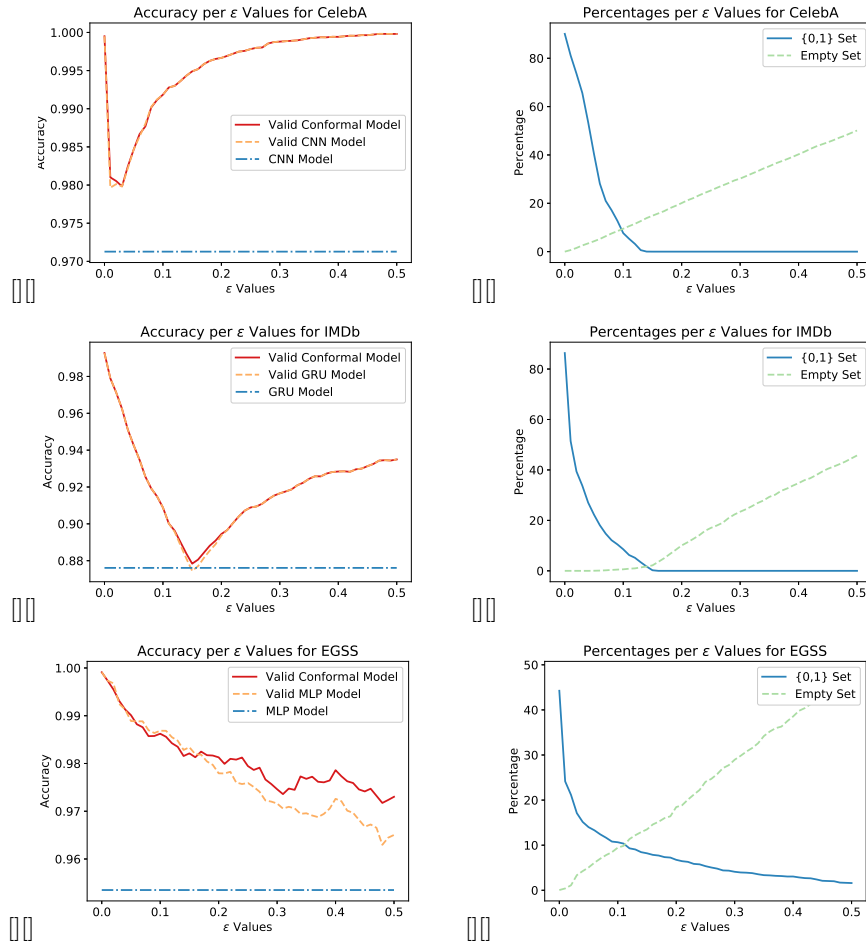 Accuracy per ε Values for CelebA
1.000
0.995
0.990
0.985
0.980
0.975
0.970
Accuracy
Valid Conformal Model
Valid CNN Model
CNN Model
0.0 0.1 0.2 0.3 0.4 0.5
ε Values
Percentages per ε Values for CelebA
80
60
40
20
0
Percentage
{0,1} Set
Empty Set
0.0 0.1 0.2 0.3 0.4 0.5
ε Values
Accuracy per ε Values for IMDb
0.98
0.96
0.94
0.92
0.90
0.88
Accuracy
Valid Conformal Model
Valid GRU Model
GRU Model
0.0 0.1 0.2 0.3 0.4 0.5
ε Values
Percentages per ε Values for IMDb
80
60
40
20
0
Percentage
{0,1} Set
Empty Set
0.0 0.1 0.2 0.3 0.4 0.5
ε Values
Accuracy per ε Values for EGSS
1.00
0.99
0.98
0.97
0.96
Accuracy
Valid Conformal Model
Valid MLP Model
MLP Model
0.0 0.1 0.2 0.3 0.4 0.5
ε Values
Percentages per ε Values for EGSS
50
40
30
20
10
0
Percentage
{0,1} Set
Empty Set
0.0 0.1 0.2 0.3 0.4 0.5
ε Values